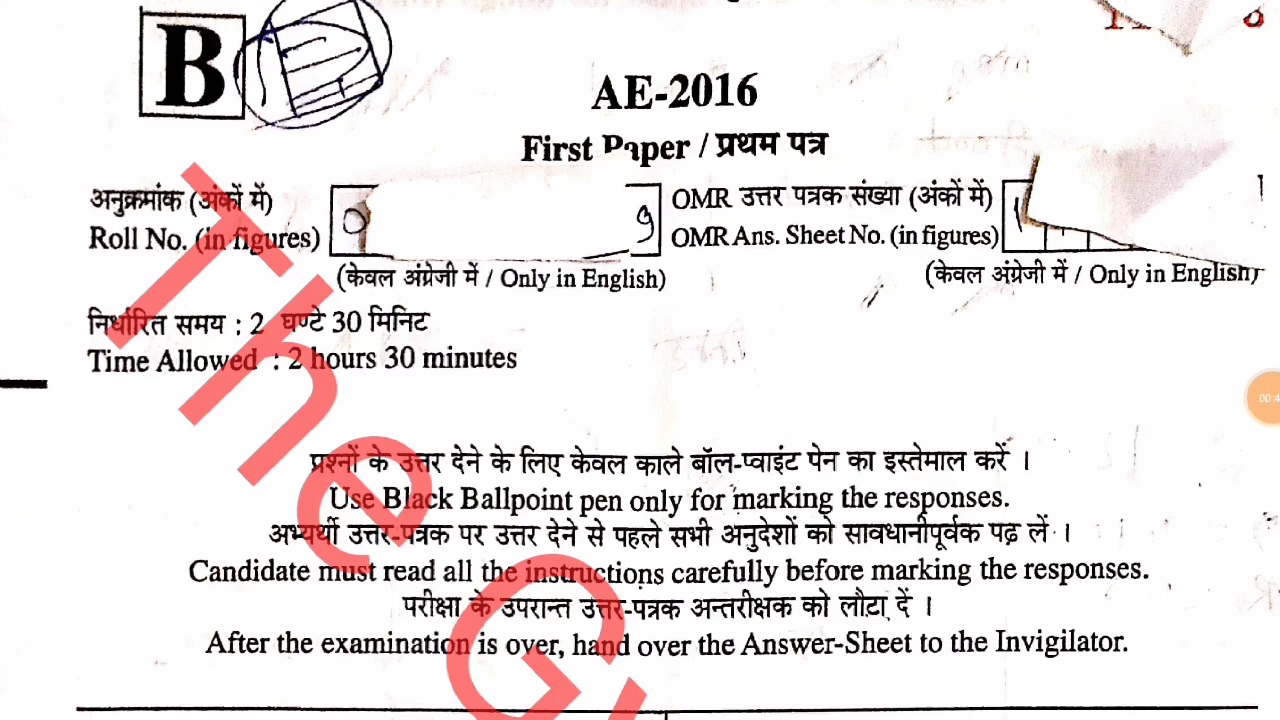 B
AE-2016
First Paper / प्रथम पत्र
अनुक्रमांक (अंकों में)
Roll No. (in figures)
0 9
(केवल अंग्रेजी में / Only in English)
OMR उत्तर पत्रक संख्या (अंकों में)
OMR Ans. Sheet No. (in figures)
(केवल अंग्रेजी में / Only in English)
निर्धारित समय : 2 घण्टे 30 मिनिट
Time Allowed : 2 hours 30 minutes
00:4
प्रश्नों के उत्तर देने के लिए केवल काले बॉल-प्वाइंट पेन का इस्तेमाल करें ।
Use Black Ballpoint pen only for marking the responses.
अभ्यर्थी उत्तर-पत्रक पर उत्तर देने से पहले सभी अनुदेशों को सावधानीपूर्वक पढ़ लें ।
Candidate must read all the instructions carefully before marking the responses.
परीक्षा के उपरान्त उत्तर-पत्रक अन्तरीक्षक को लौटा दें ।
After the examination is over, hand over the Answer-Sheet to the Invigilator.
The G